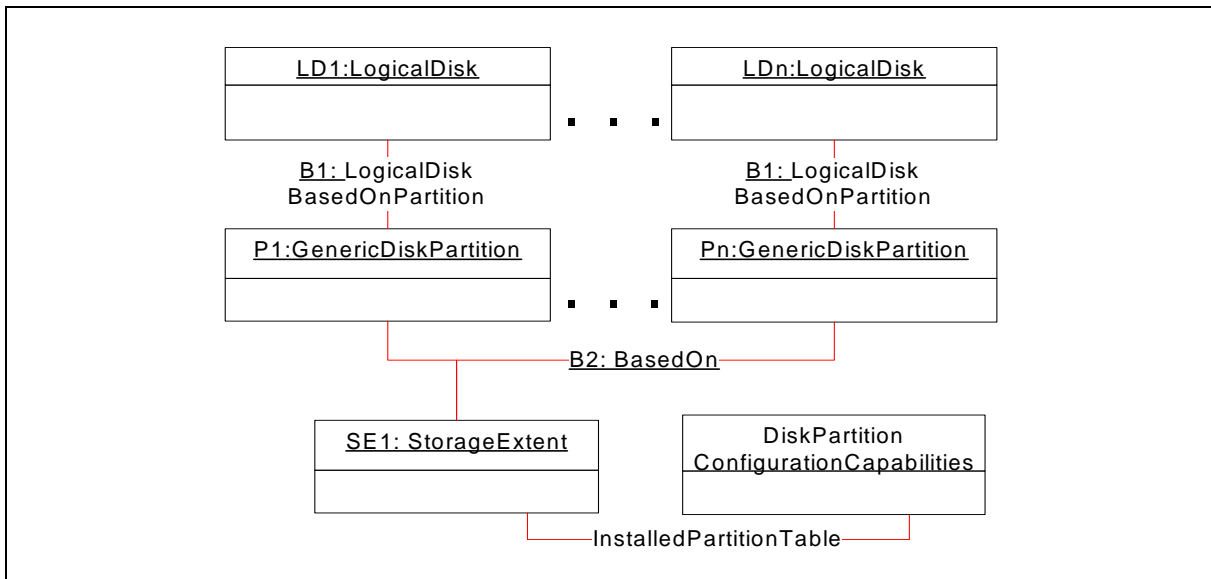 LD1:LogicalDisk
LDn:LogicalDisk
B1: LogicalDisk
BasedOnPartition
B1: LogicalDisk
BasedOnPartition
P1:GenericDiskPartition
Pn:GenericDiskPartition
B2: BasedOn
SE1: StorageExtent
DiskPartition
ConfigurationCapabilities
InstalledPartitionTable